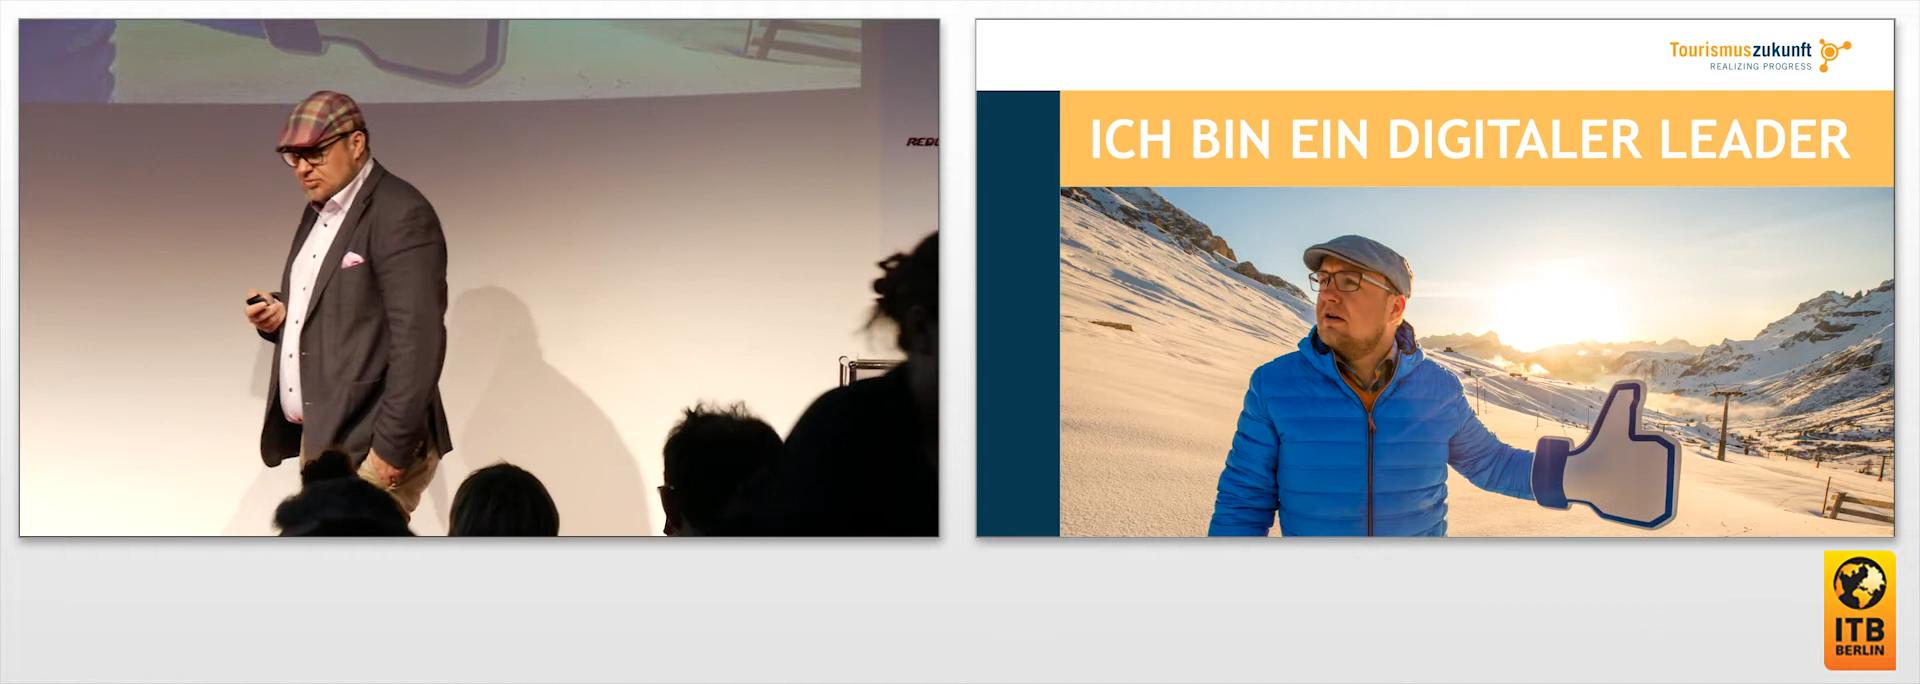 Tourismuszukunft
REALIZING PROGRESS
ICH BIN EIN DIGITALER LEADER
ITB
BERLIN